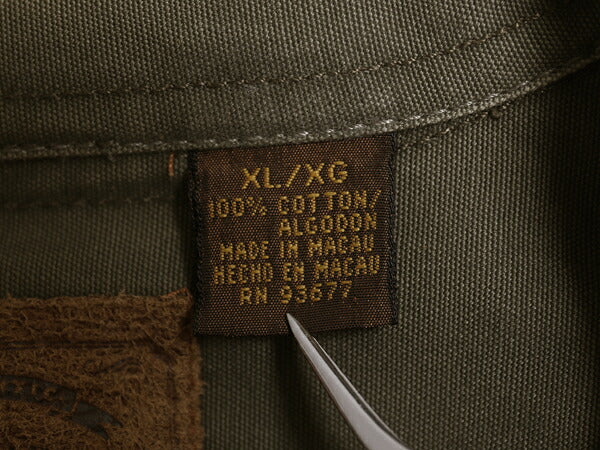 XL/XG
100% COTTON/
ALGODON
MADE IN MACAU
HECHO EN MACAU
RN 93677